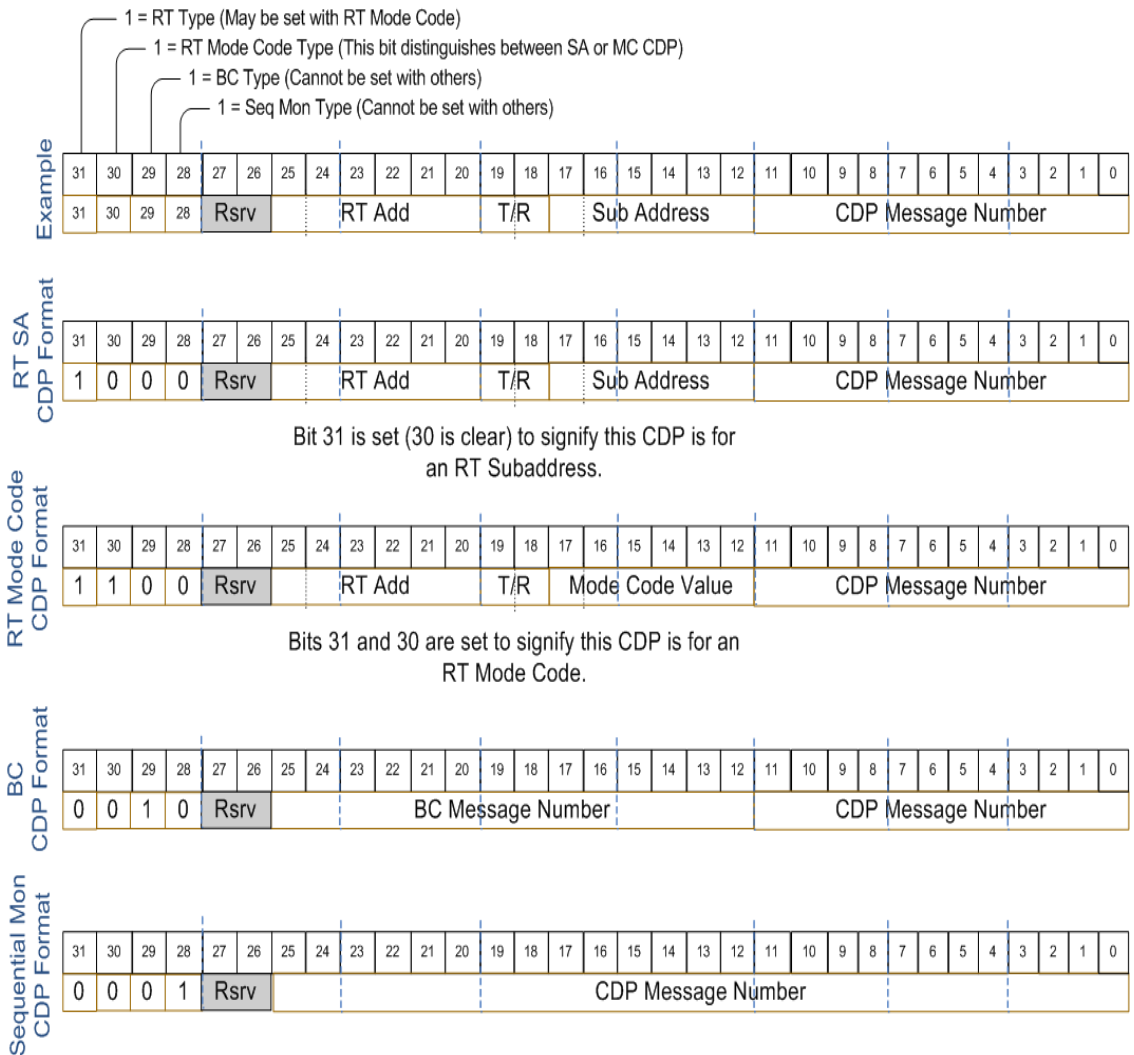 1 = RT Type (May be set with RT Mode Code)
1 = RT Mode Code Type (This bit distinguishes between SA or MC CDP)
1 = BC Type (Cannot be set with others)
1 = Seq Mon Type (Cannot be set with others)
Example
31 30 29 28 27 26 25 24 23 22 21 20 19 18 17 16 15 14 13 12 11 10 9 8 7 6 5 4 3 2 1 0
31 30 29 28 Rsrv RT Add T/R Sub Address CDP Message Number
RT SA
CDP Format
31 30 29 28 27 26 25 24 23 22 21 20 19 18 17 16 15 14 13 12 11 10 9 8 7 6 5 4 3 2 1 0
1 0 0 0 Rsrv RT Add T/R Sub Address CDP Message Number
Bit 31 is set (30 is clear) to signify this CDP is for
an RT Subaddress.
RT Mode Code
CDP Format
31 30 29 28 27 26 25 24 23 22 21 20 19 18 17 16 15 14 13 12 11 10 9 8 7 6 5 4 3 2 1 0
1 1 0 0 Rsrv RT Add T/R Mode Code Value CDP Message Number
Bits 31 and 30 are set to signify this CDP is for an
RT Mode Code.
BC
CDP Format
31 30 29 28 27 26 25 24 23 22 21 20 19 18 17 16 15 14 13 12 11 10 9 8 7 6 5 4 3 2 1 0
0 0 1 0 Rsrv BC Message Number CDP Message Number
Sequential Mon
CDP Format
31 30 29 28 27 26 25 24 23 22 21 20 19 18 17 16 15 14 13 12 11 10 9 8 7 6 5 4 3 2 1 0
0 0 0 1 Rsrv CDP Message Number